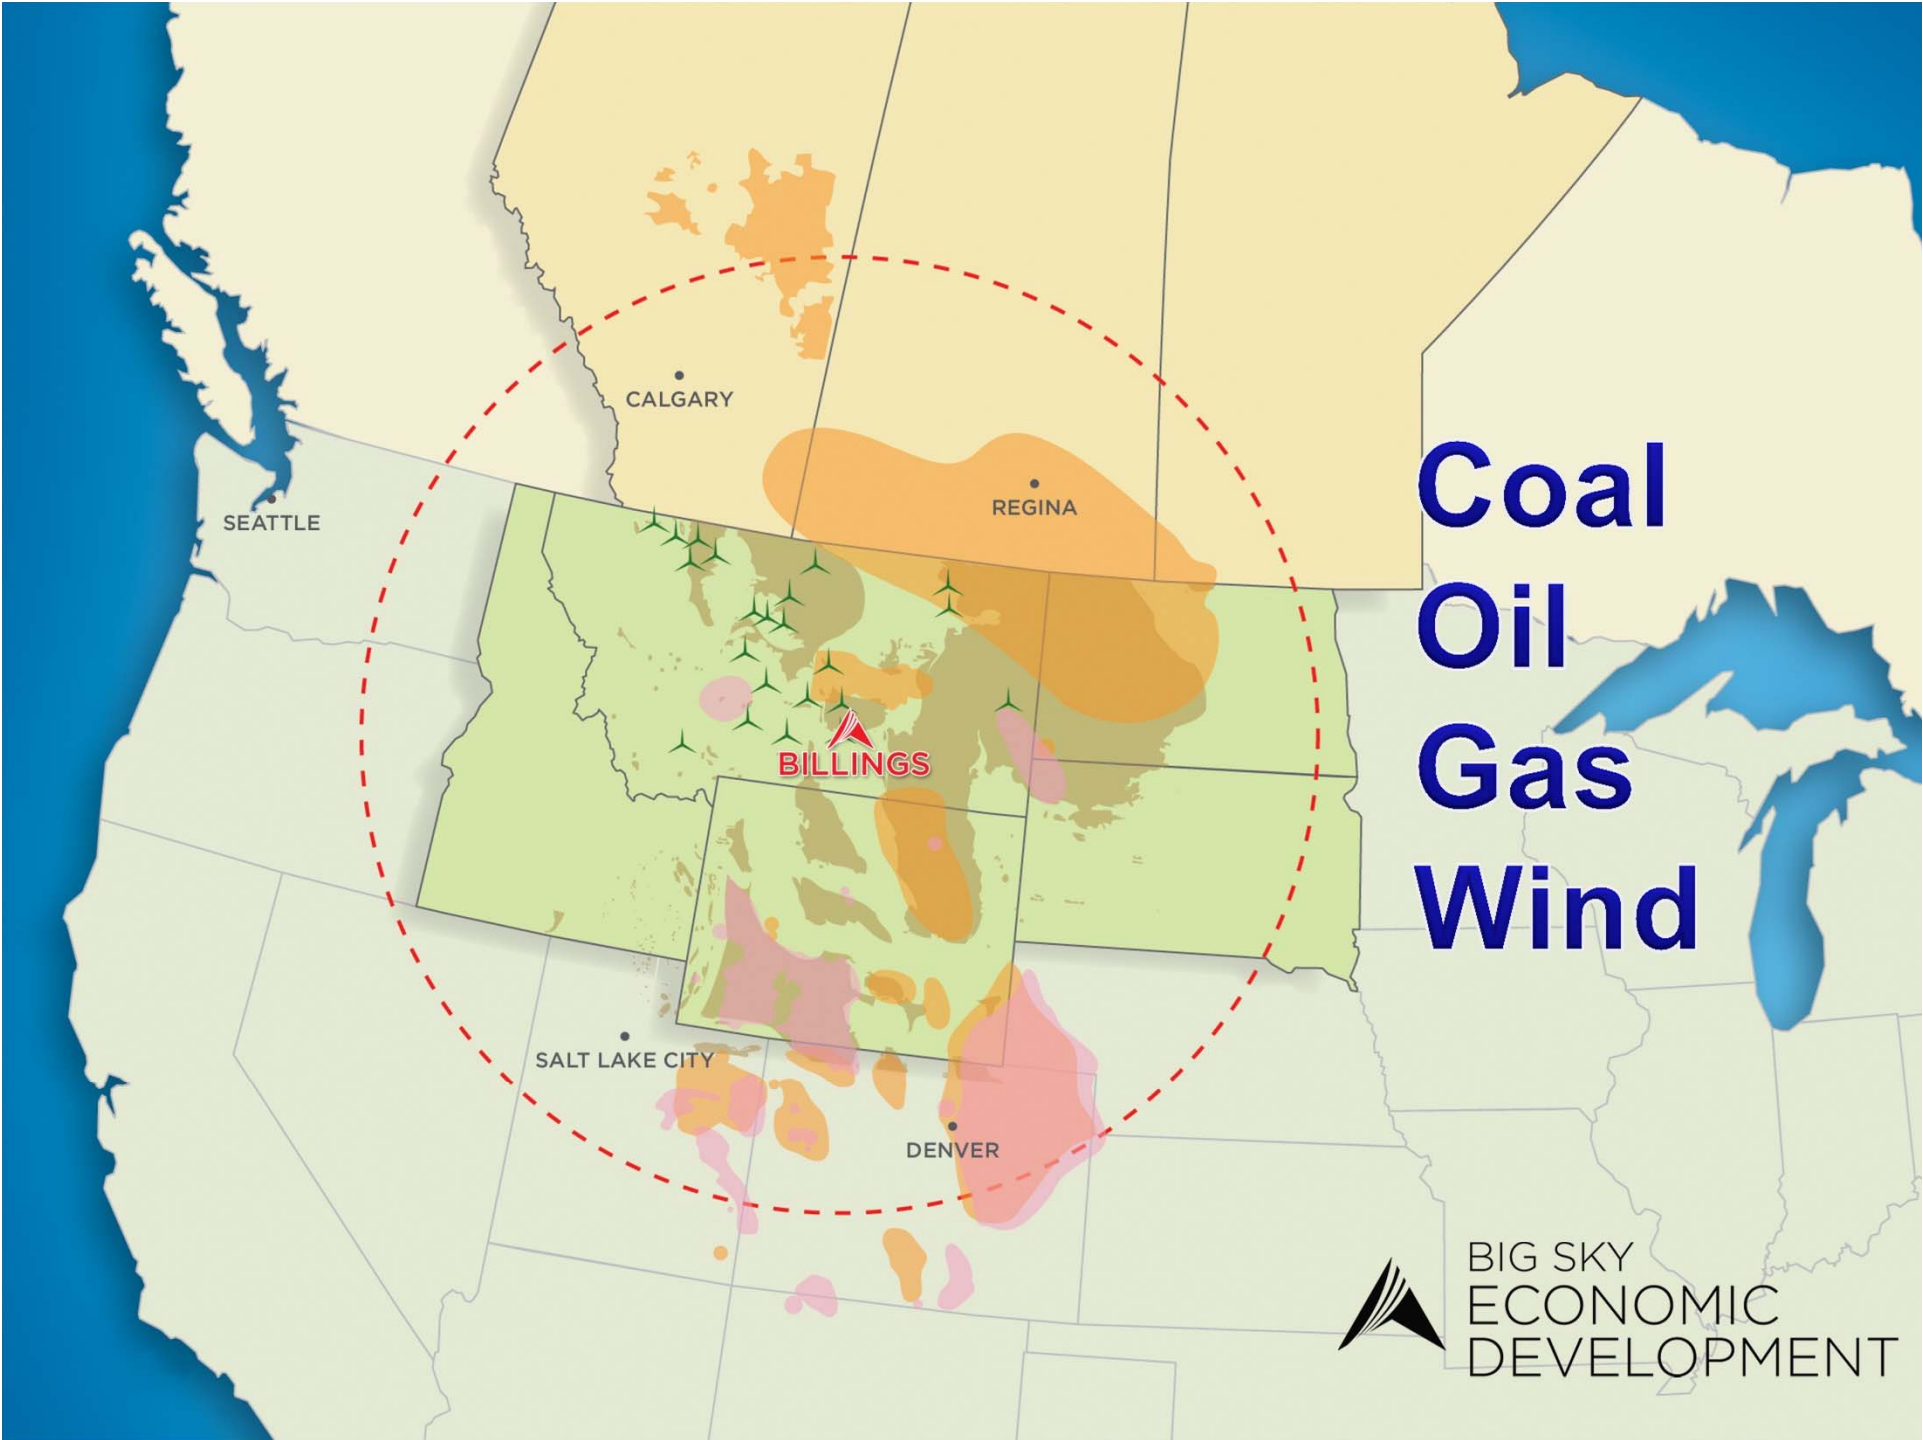 CALGARY
REGINA
SEATTLE
BILLINGS
SALT LAKE CITY
DENVER
Coal
Oil
Gas
Wind
BIG SKY
ECONOMIC
DEVELOPMENT